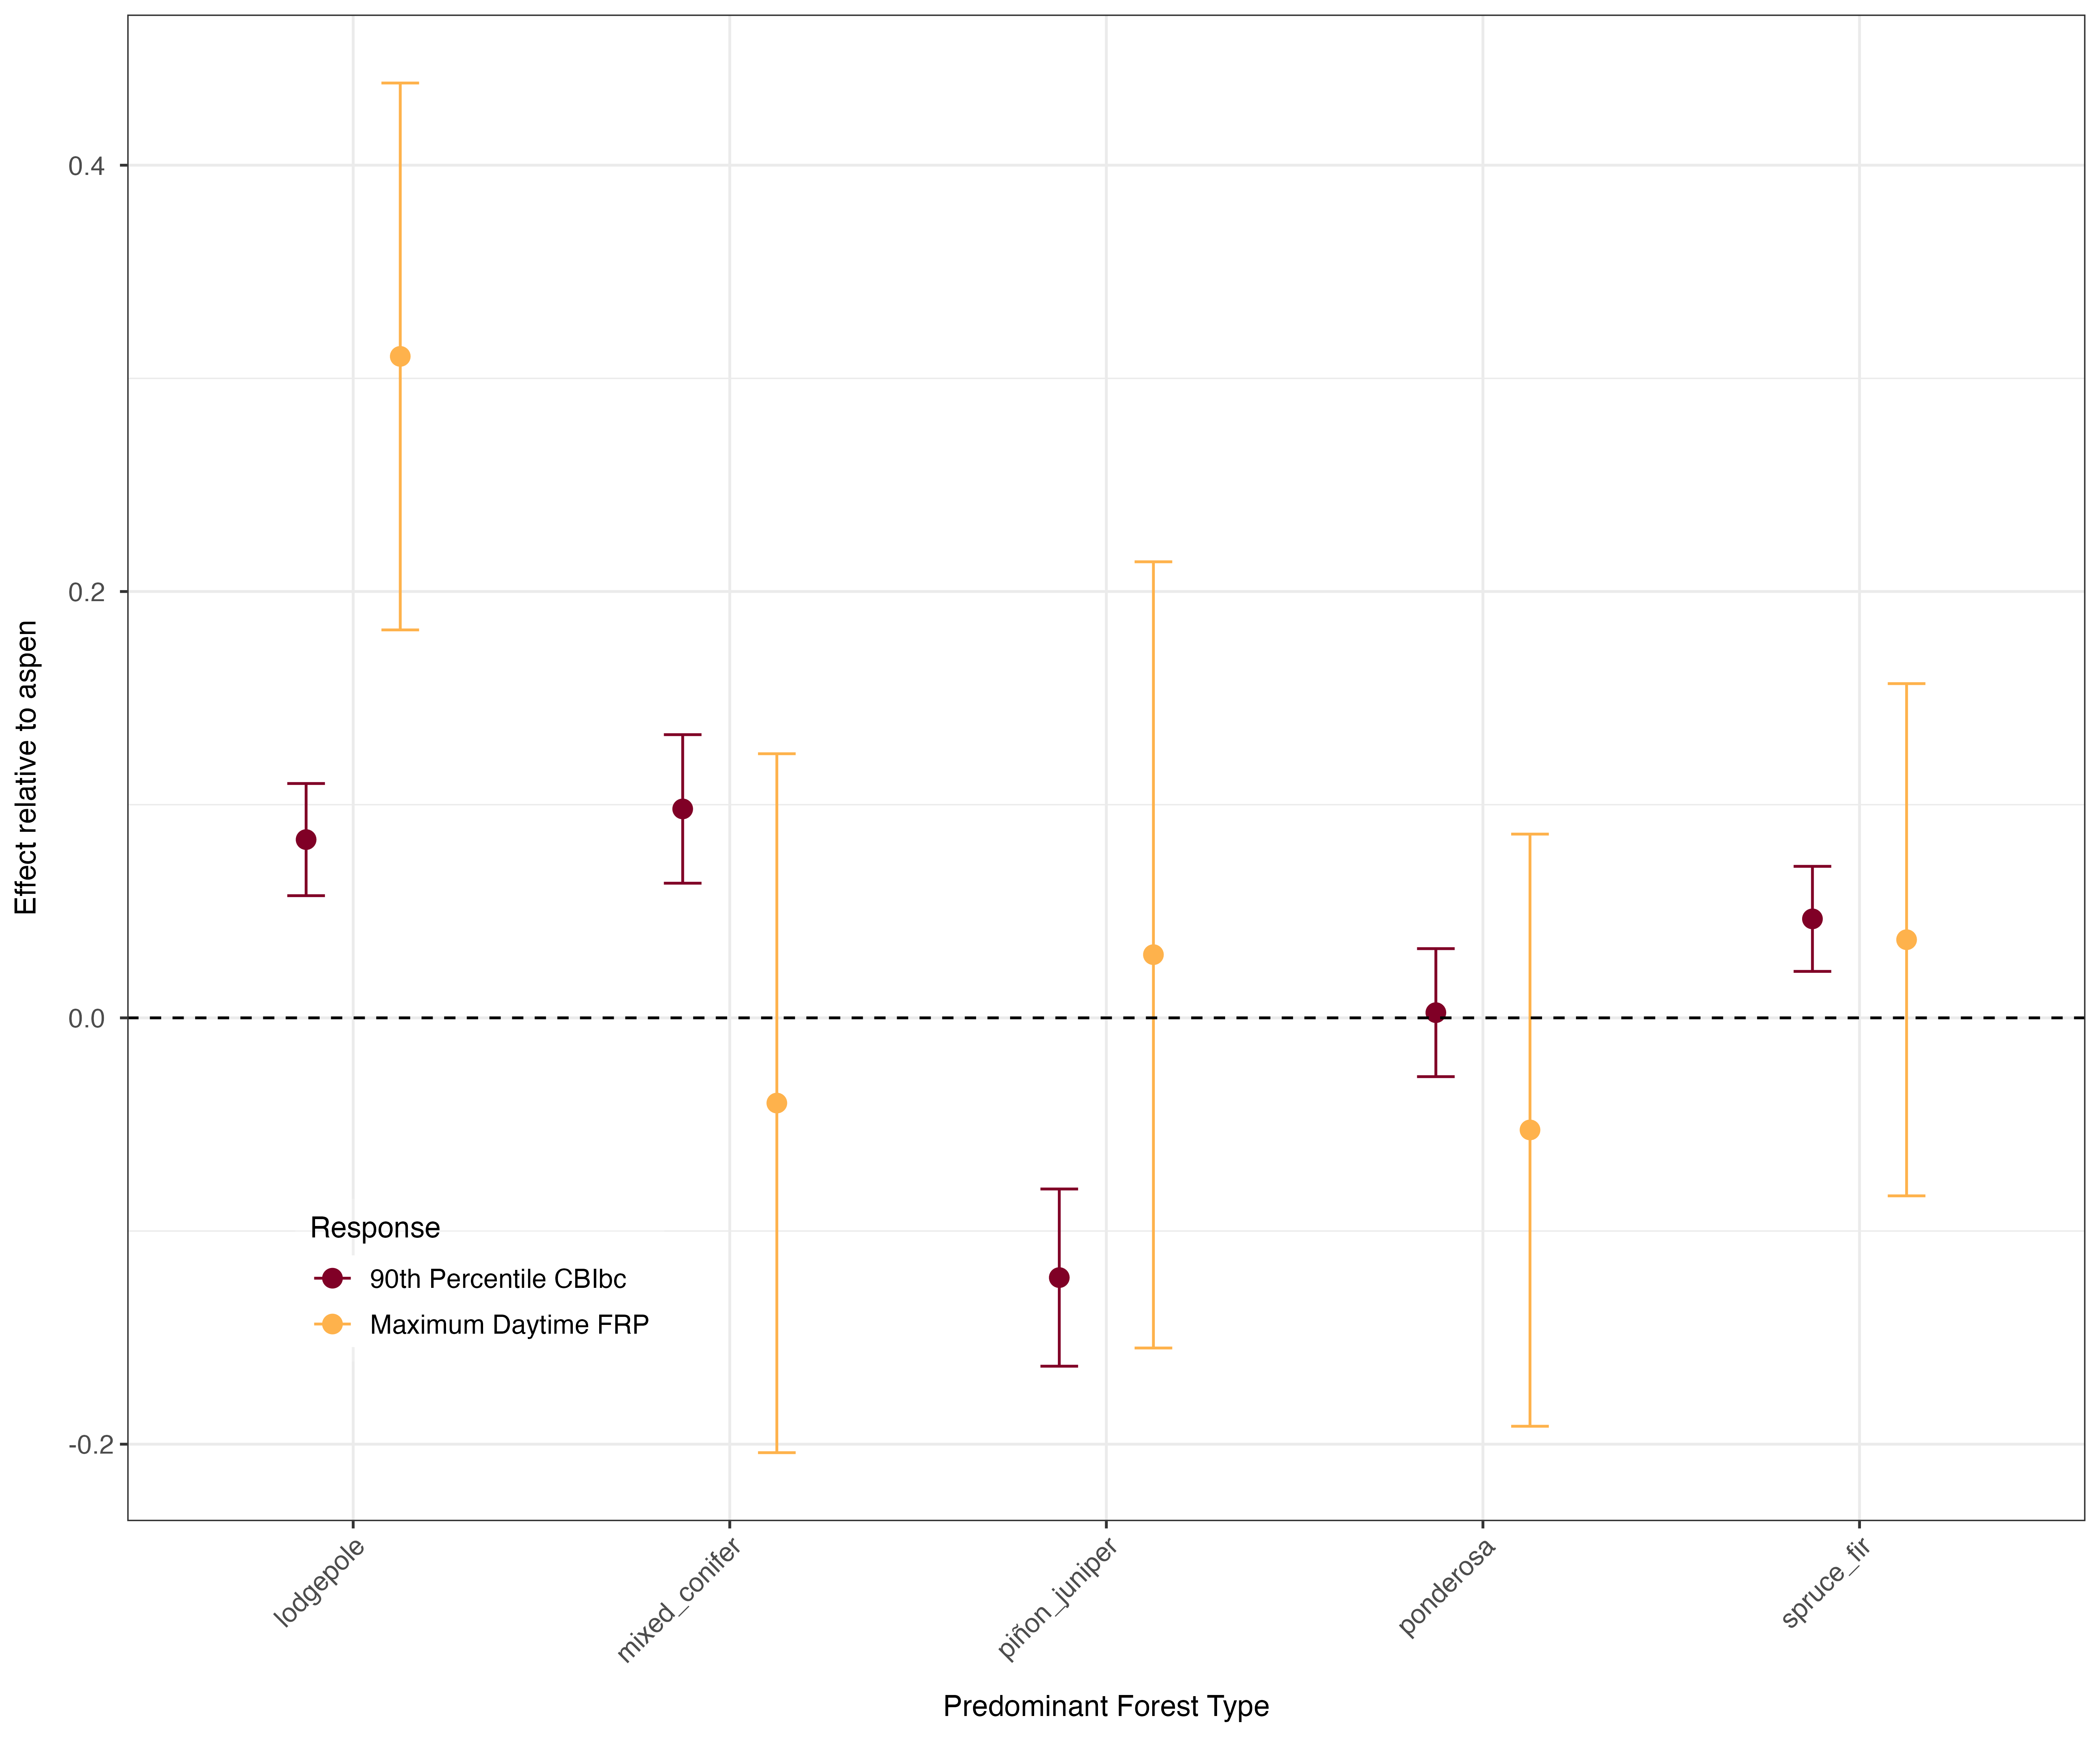 Effect relative to aspen
0.4
0.2
0.0
-0.2
Response
90th Percentile CBIbc
Maximum Daytime FRP
lodgepole
mixed_conifer
piñon_juniper
ponderosa
spruce_fir
Predominant Forest Type